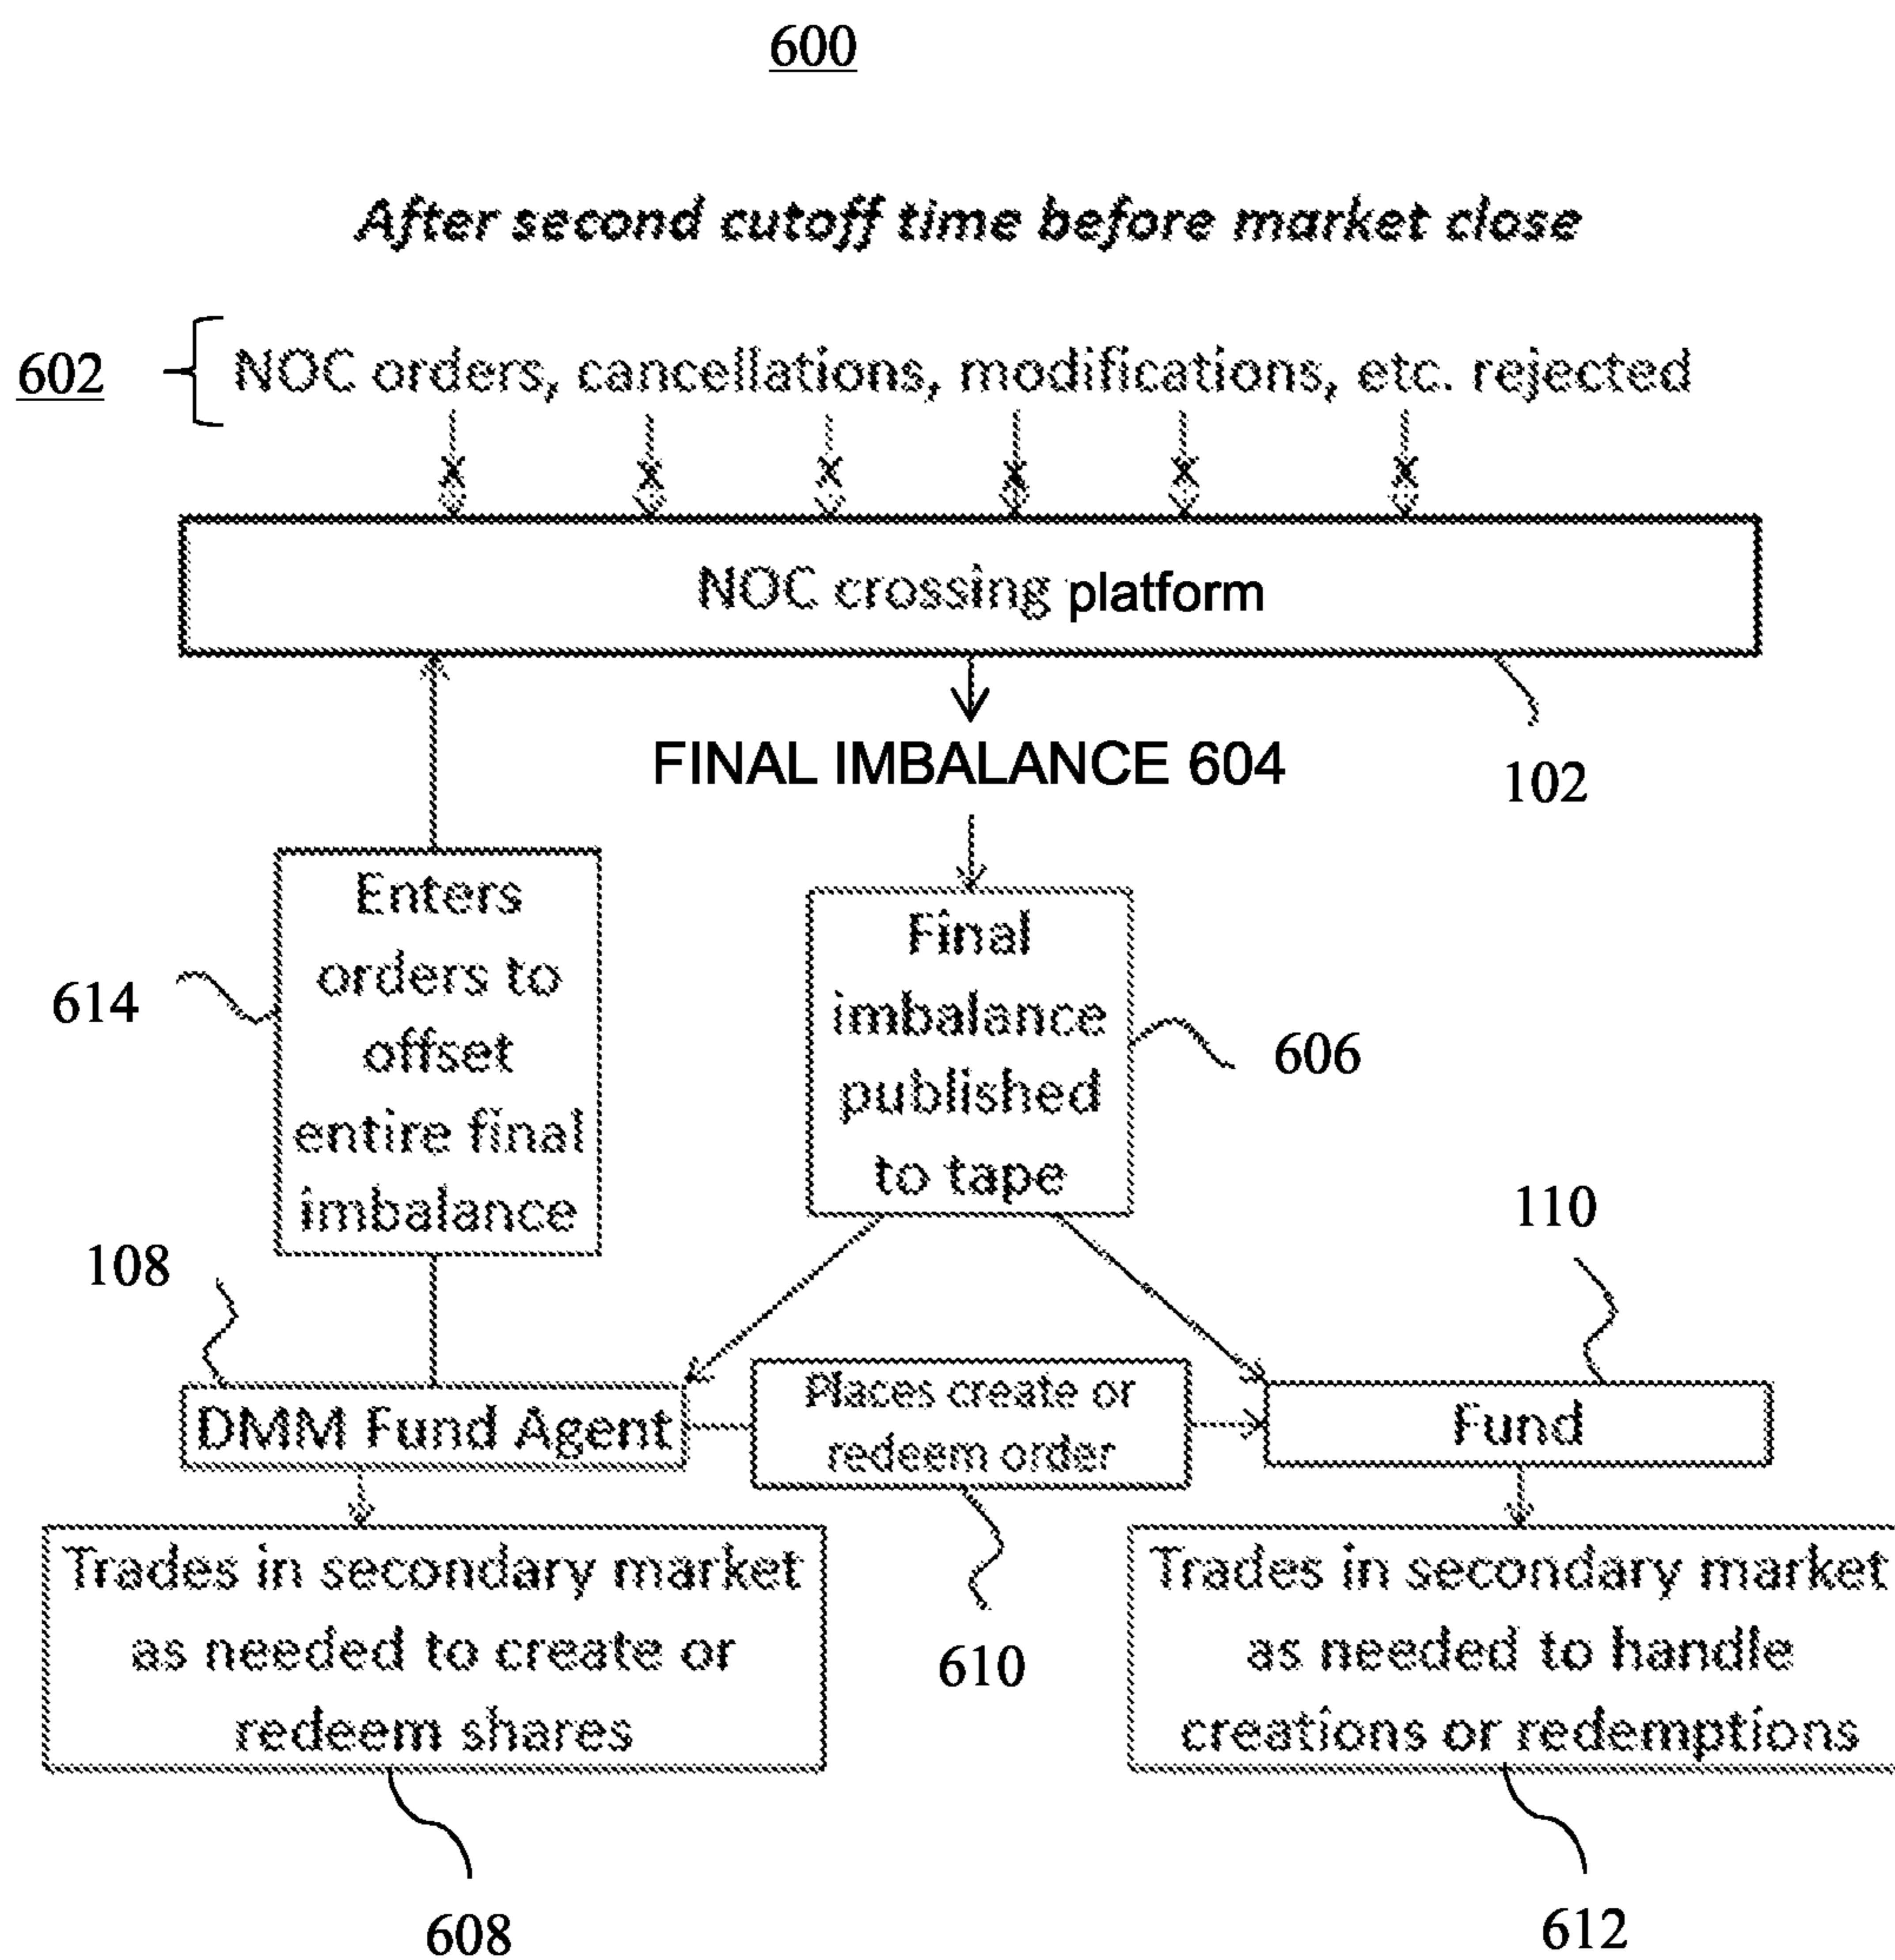 600
After second cutoff time before market close
602
NOC orders, cancellations, modifications, etc. rejected
X X X X X X
NOC crossing platform
FINAL IMBALANCE 604
102
Enters
orders to
offset
entire final
imbalance
614
Final
imbalance
published
to tape
606
108
110
DMM Fund Agent
Places create or
redeem order
Fund
610
Trades in secondary market
as needed to create or
redeem shares
608
Trades in secondary market
as needed to handle
creations or redemptions
612